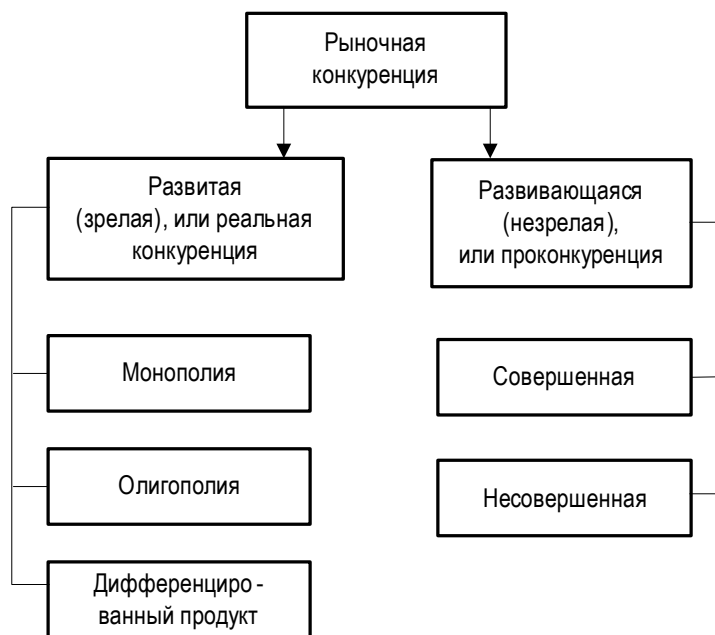 Рыночная
конкуренция
Развитая
(зрелая), или реальная
конкуренция
Развивающаяся
(незрелая),
или проконкуренция
Монополия
Совершенная
Олигополия
Несовершенная
Дифференциро -
ванный продукт